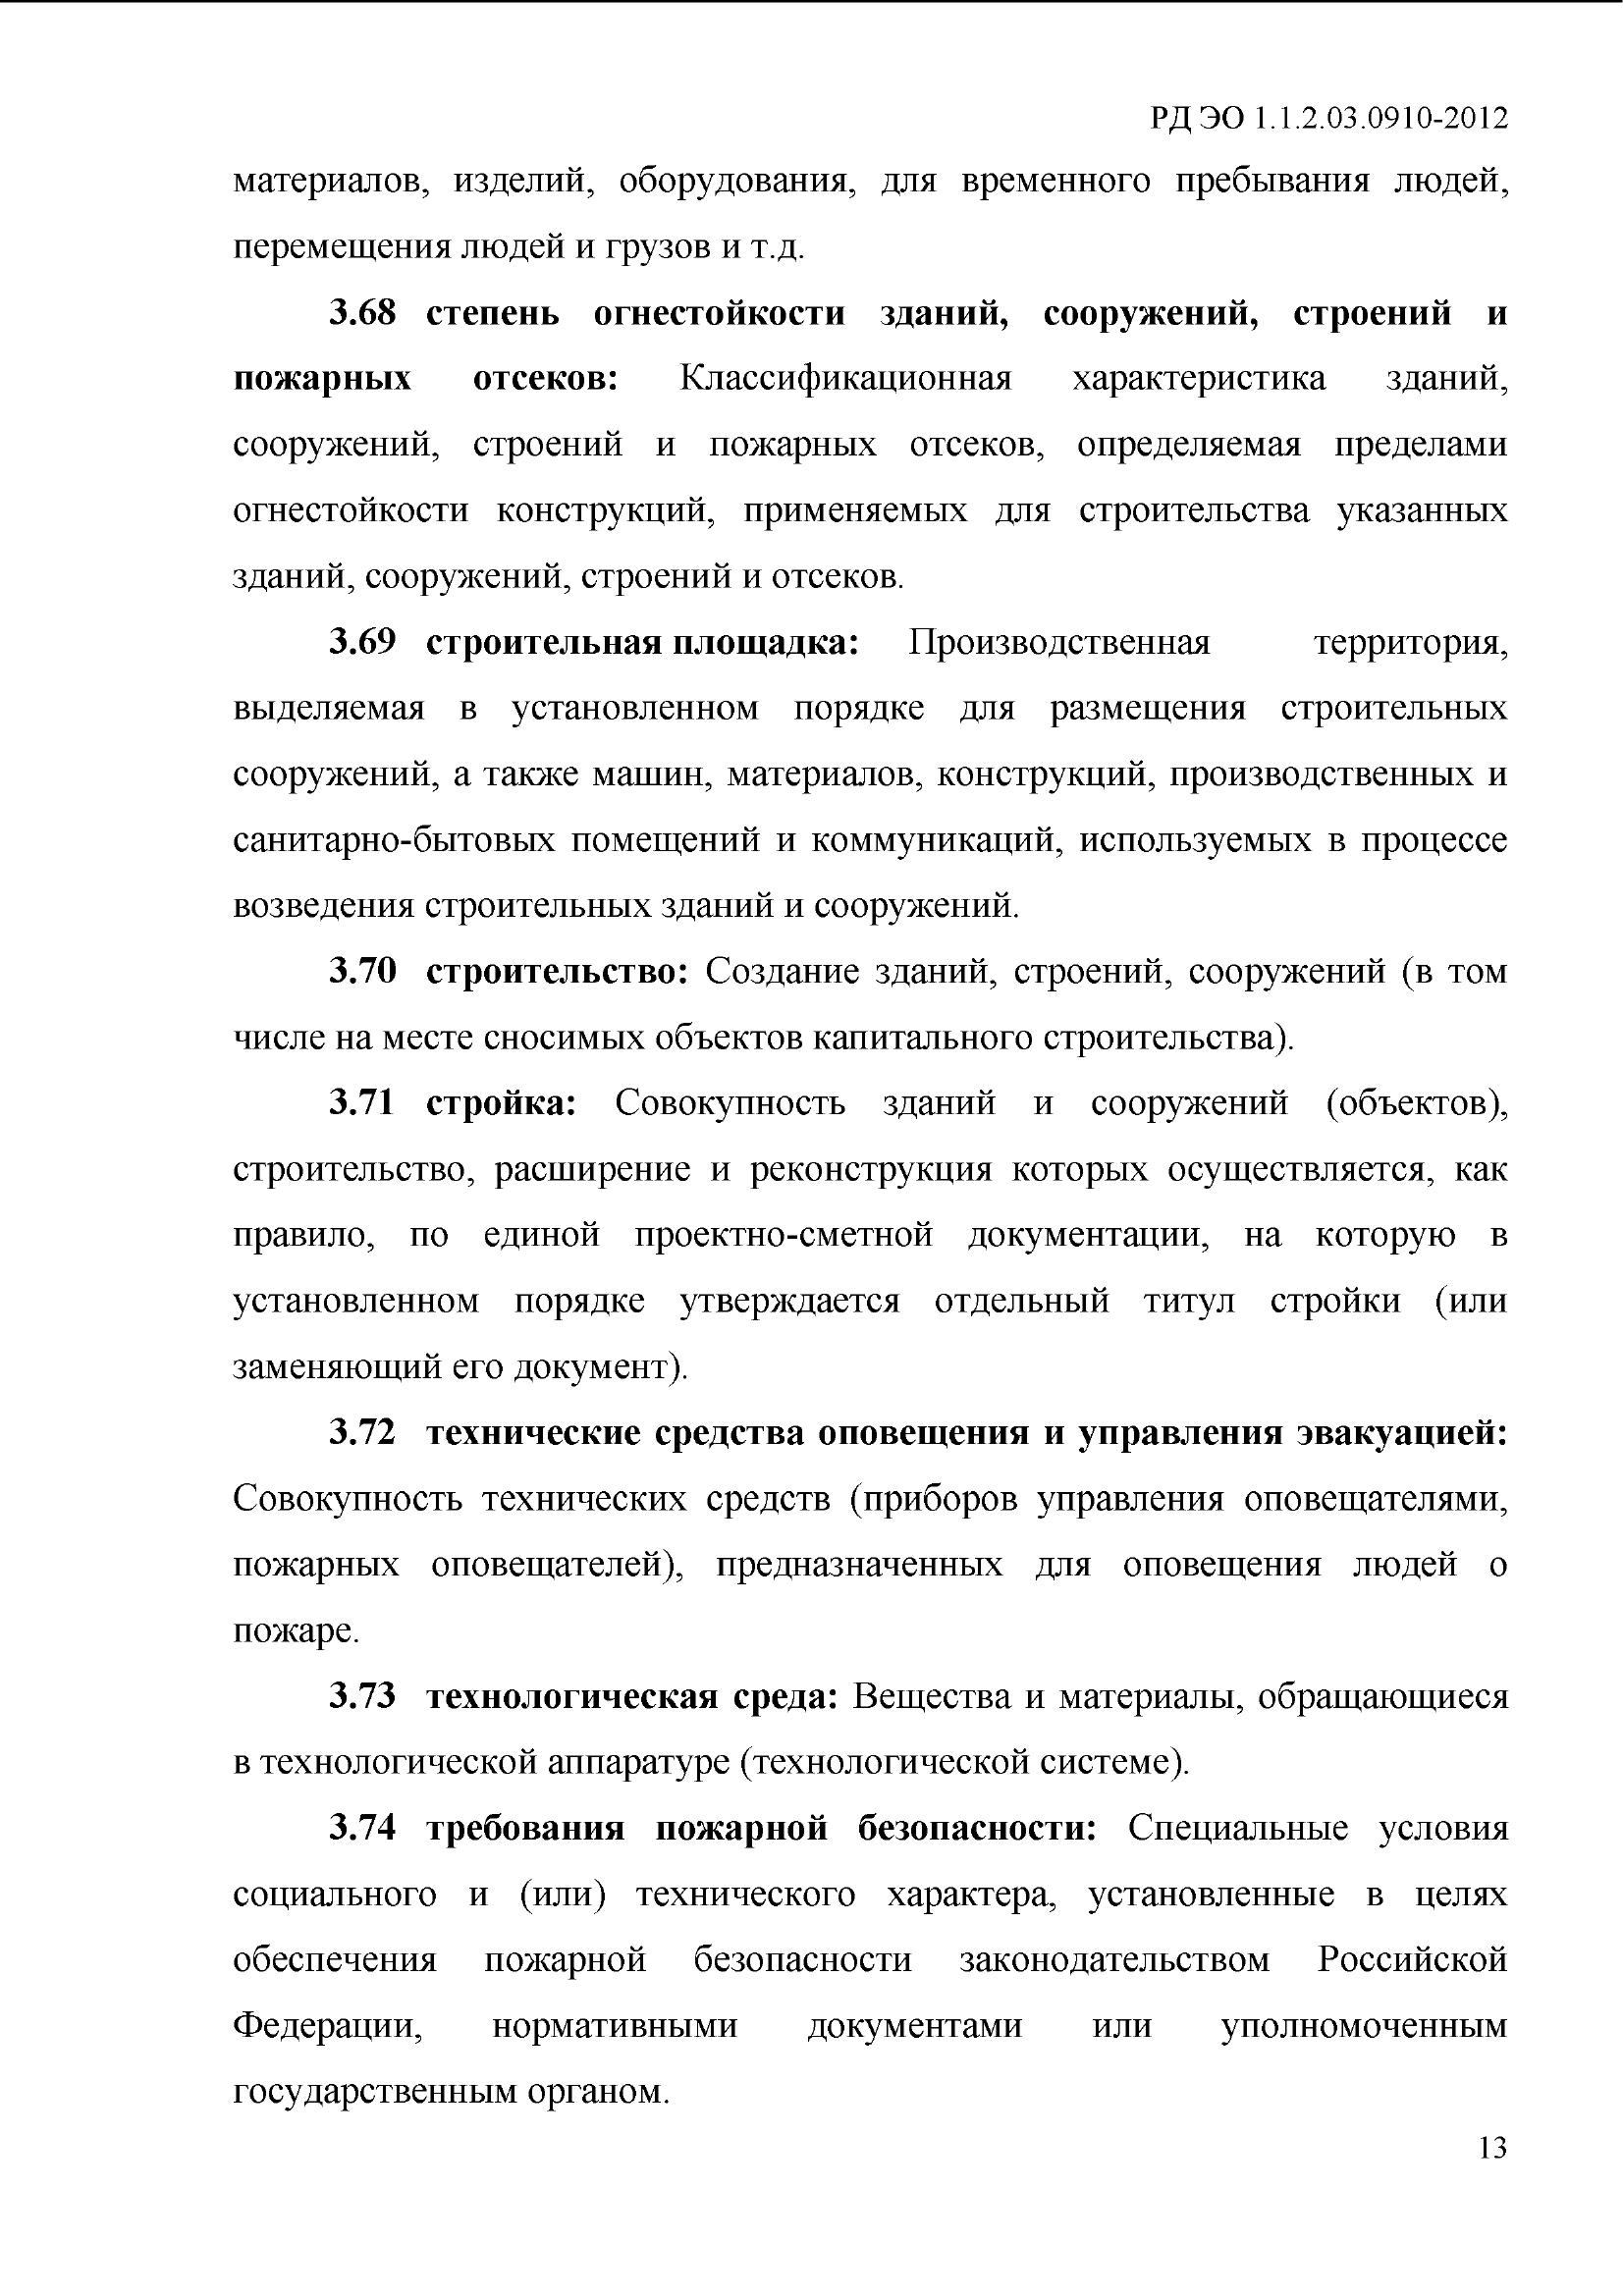 РД ЭО 1.1.2.03.0910-2012
материалов, изделий, оборудования, для временного пребывания людей,
перемещения людей и грузов и т.д.
3.68 степень огнестойкости зданий, сооружений, строений и
пожарных отсеков: Классификационная характеристика зданий,
сооружений, строений и пожарных отсеков, определяемая пределами
огнестойкости конструкций, применяемых для строительства указанных
зданий, сооружений, строений и отсеков.
3.69 строительная площадка: Производственная территория,
выделяемая в установленном порядке для размещения строительных
сооружений, а также машин, материалов, конструкций, производственных и
санитарно-бытовых помещений и коммуникаций, используемых в процессе
возведения строительных зданий и сооружений.
3.70 строительство: Создание зданий, строений, сооружений (в том
числе на месте сносимых объектов капитального строительства).
3.71 стройка: Совокупность зданий и сооружений (объектов),
строительство, расширение и реконструкция которых осуществляется, как
правило, по единой проектно-сметной документации, на которую в
установленном порядке утверждается отдельный титул стройки (или
заменяющий его документ).
3.72 технические средства оповещения и управления эвакуацией:
Совокупность технических средств (приборов управления оповещателями,
пожарных оповещателей), предназначенных для оповещения людей о
пожаре.
3.73 технологическая среда: Вещества и материалы, обращающиеся
в технологической аппаратуре (технологической системе).
3.74 требования пожарной безопасности: Специальные условия
социального и (или) технического характера, установленные в целях
обеспечения пожарной безопасности законодательством Российской
Федерации, нормативными документами или уполномоченным
государственным органом.
13